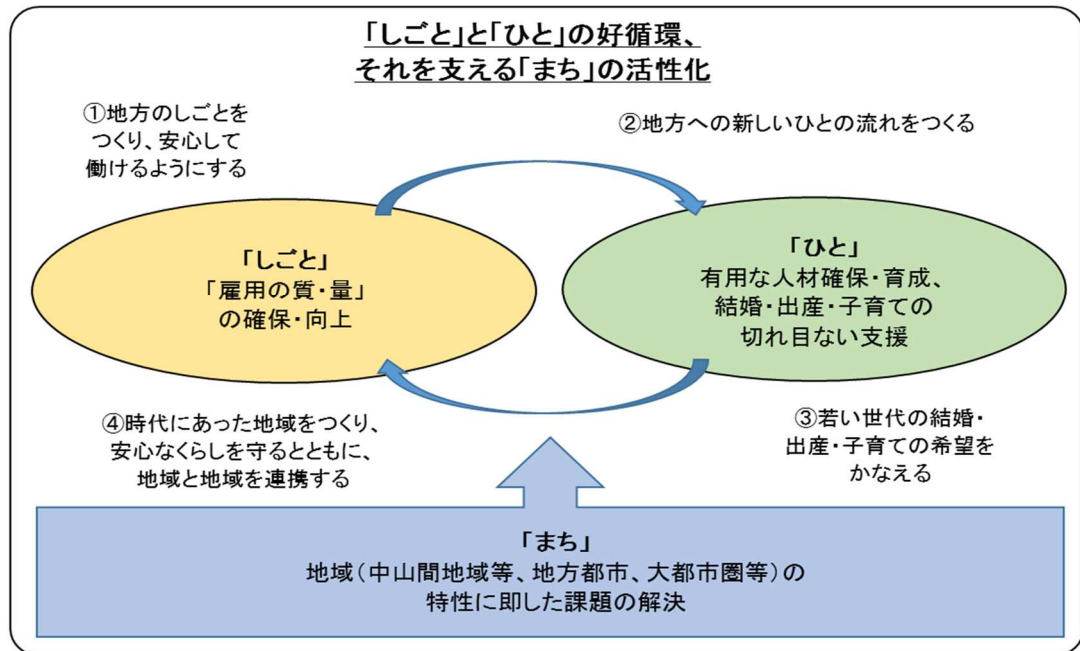 「しごと」と「ひと」の好循環、
それを支える「まち」の活性化
①地方のしごとを
つくり、安心して
働けるようにする
②地方への新しいひとの流れをつくる
「しごと」
「雇用の質・量」
の確保・向上
「ひと」
有用な人材確保・育成、
結婚・出産・子育ての
切れ目ない支援
④時代にあった地域をつくり、
安心なくらしを守るとともに、
地域と地域を連携する
③若い世代の結婚・
出産・子育ての希望を
かなえる
「まち」
地域（中山間地域等、地方都市、大都市圏等）の
特性に即した課題の解決